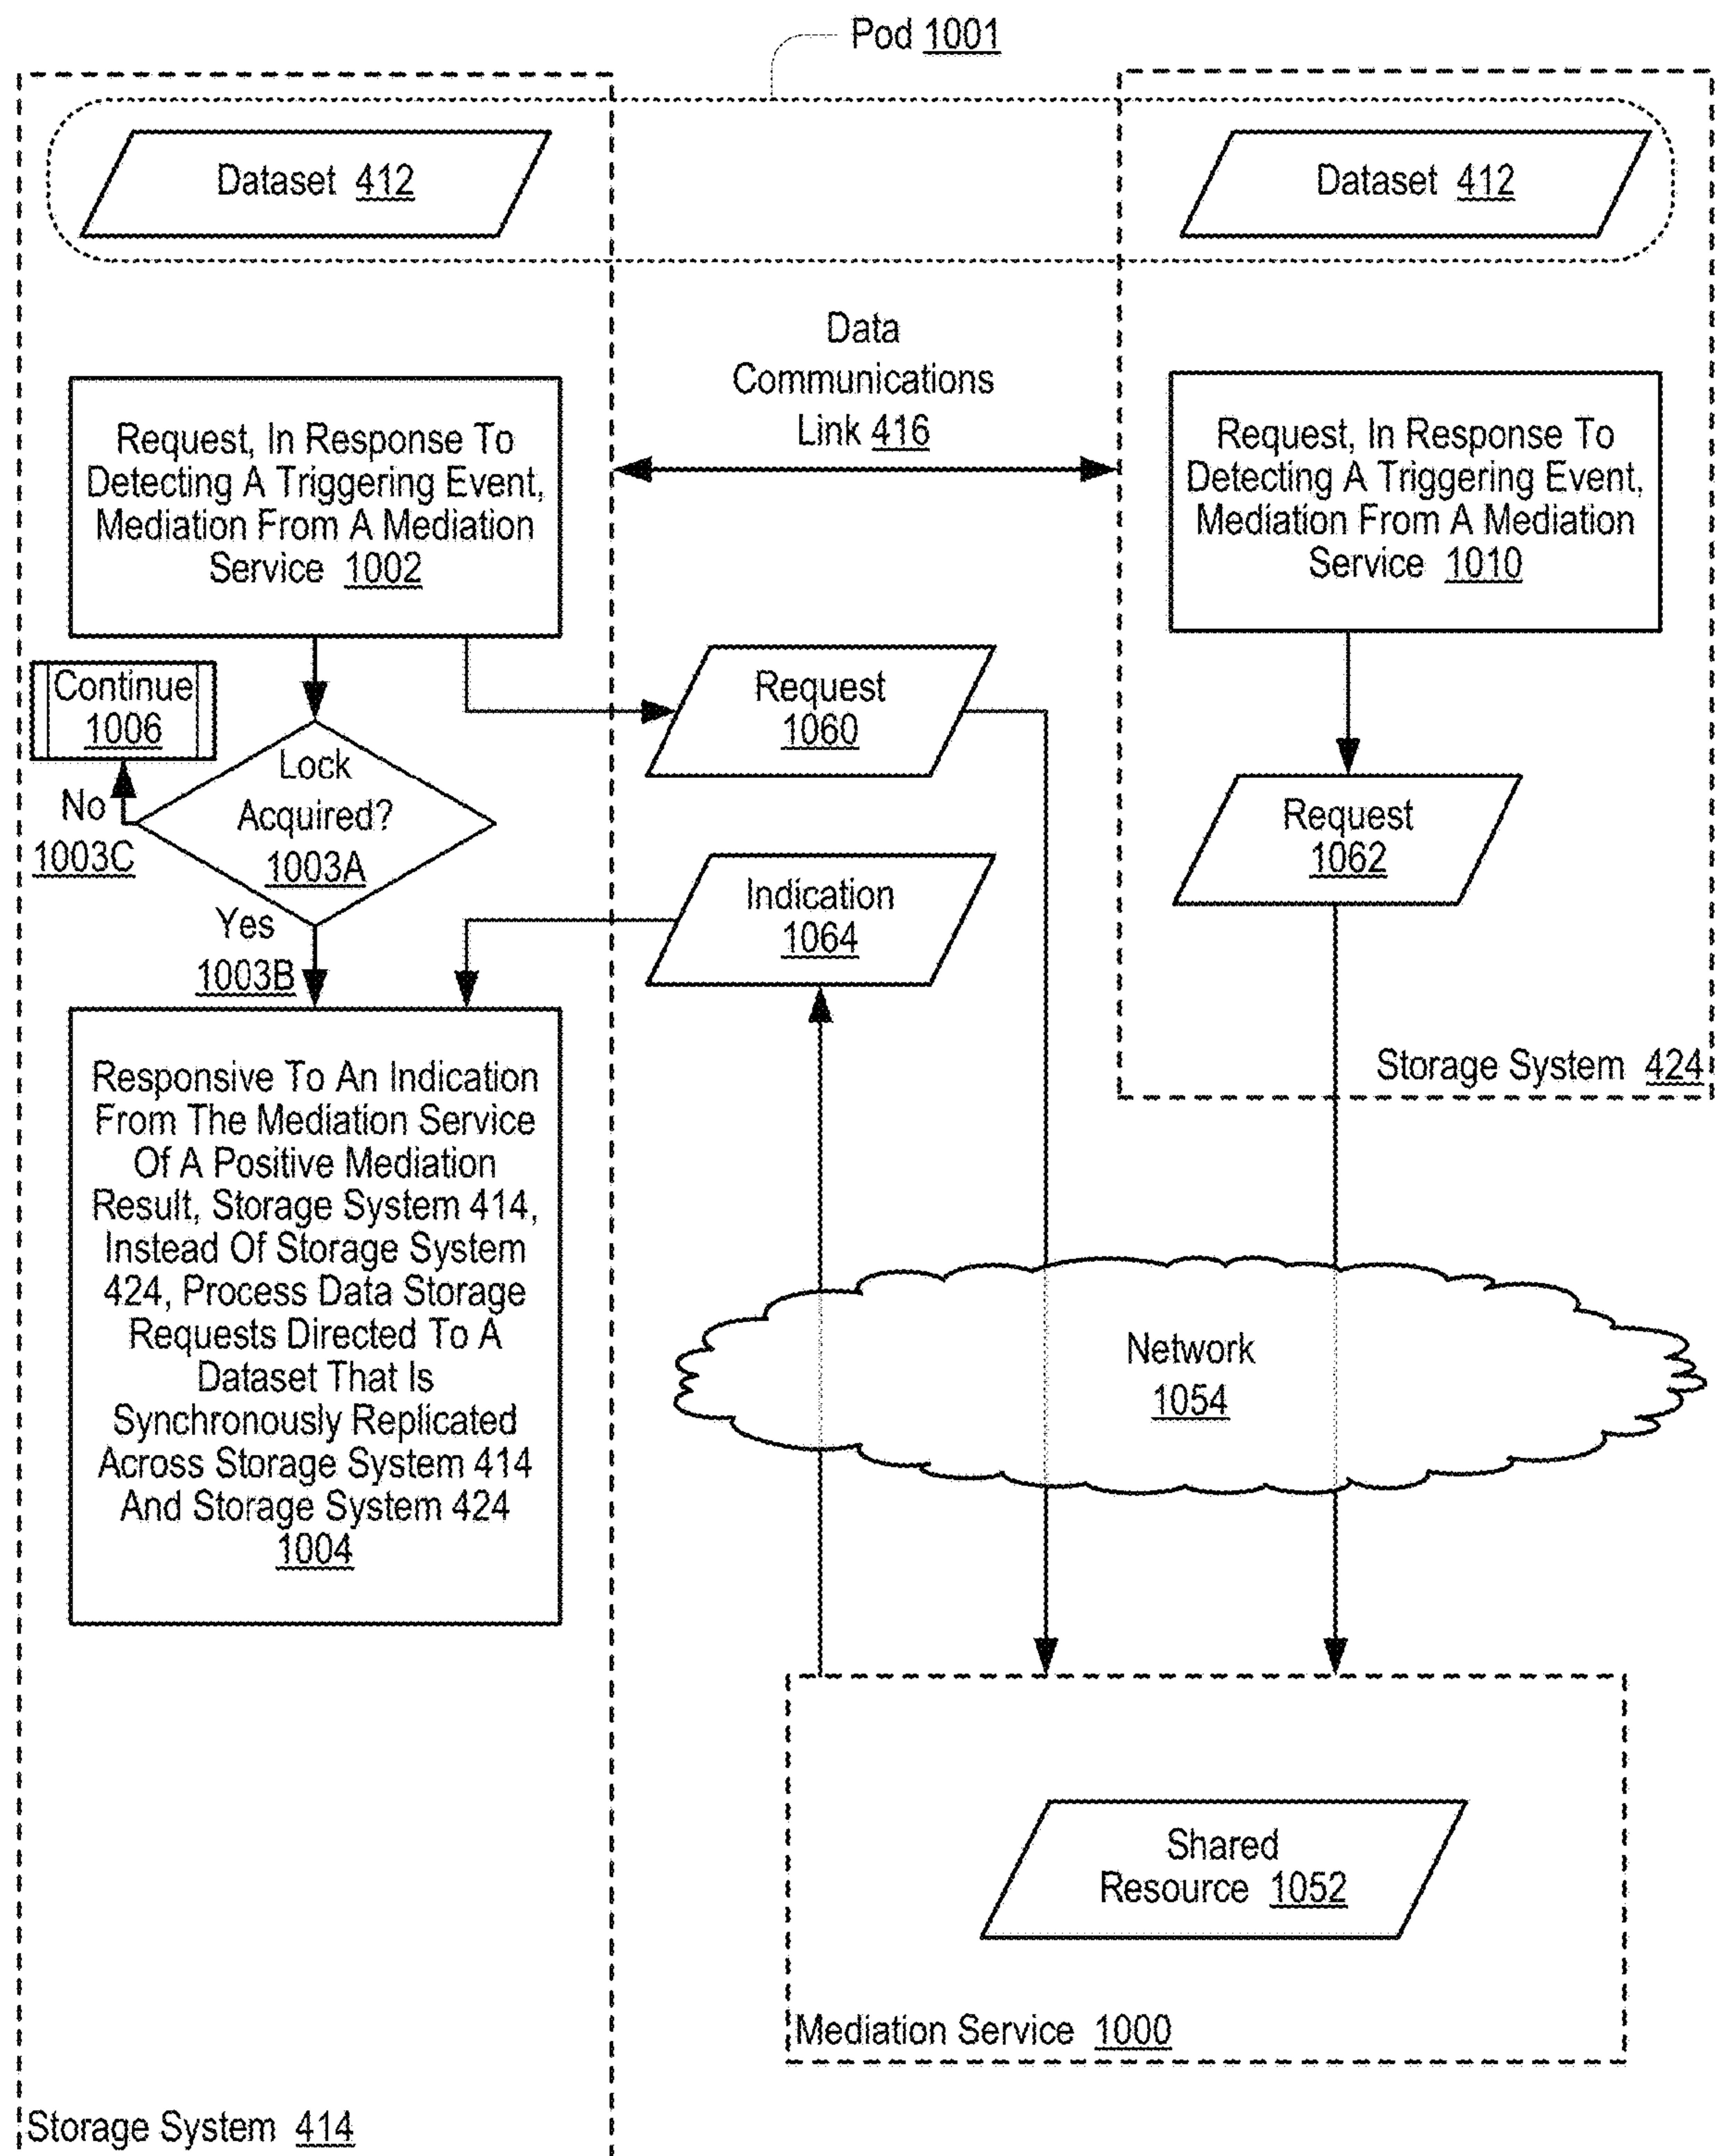 Pod 1001
Dataset 412
Dataset 412
Data
Communications
Link 416
Request, In Response To
Detecting A Triggering Event,
Mediation From A Mediation
Service 1002
Request, In Response To
Detecting A Triggering Event,
Mediation From A Mediation
Service 1010
Continue
1006
Request
1060
Lock
Acquired?
1003A
No
1003C
Request
1062
Indication
1064
Yes
1003B
Storage System 424
Responsive To An Indication
From The Mediation Service
Of A Positive Mediation
Result, Storage System 414,
Instead Of Storage System
424, Process Data Storage
Requests Directed To A
Dataset That Is
Synchronously Replicated
Across Storage System 414
And Storage System 424
1004
Network
1054
Shared
Resource 1052
Mediation Service 1000
Storage System 414